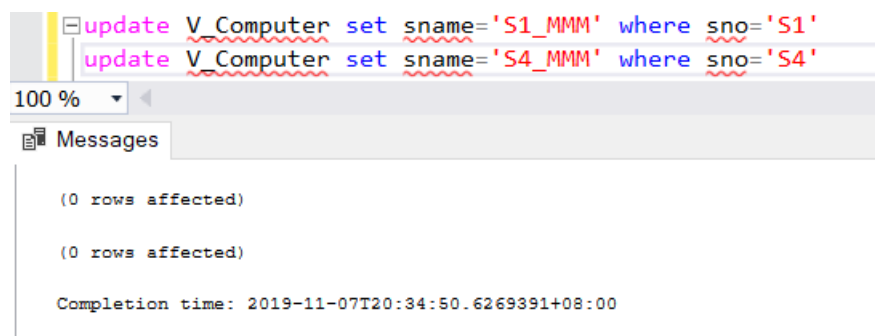 update V_Computer set sname='S1_MMM' where sno='S1'
update V_Computer set sname='S4_MMM' where sno='S4'
100 %
Messages
(0 rows affected)
(0 rows affected)
Completion time: 2019-11-07T20:34:50.6269391+08:00